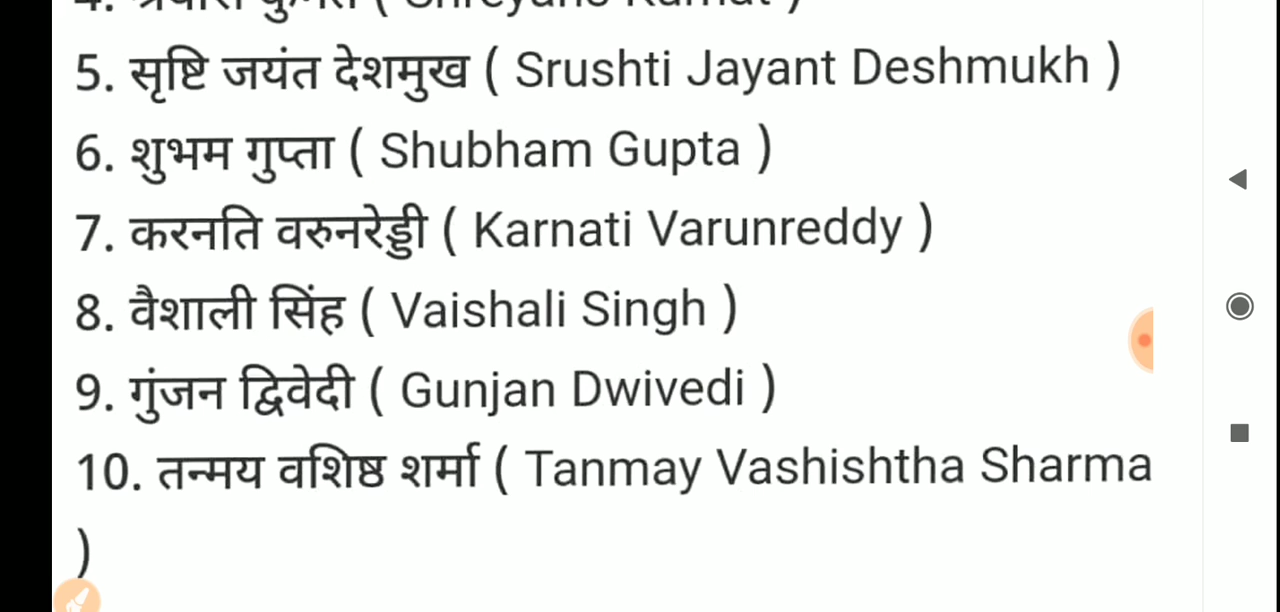 5. सृष्टि जयंत देशमुख ( Srushti Jayant Deshmukh )
6. शुभम गुप्ता ( Shubham Gupta )
7. करनति वरुनरेड्डी ( Karnati Varunreddy )
8. वैशाली सिंह ( Vaishali Singh )
9. गुंजन द्विवेदी ( Gunjan Dwivedi )
10. तन्मय वशिष्ठ शर्मा ( Tanmay Vashishtha Sharma
)